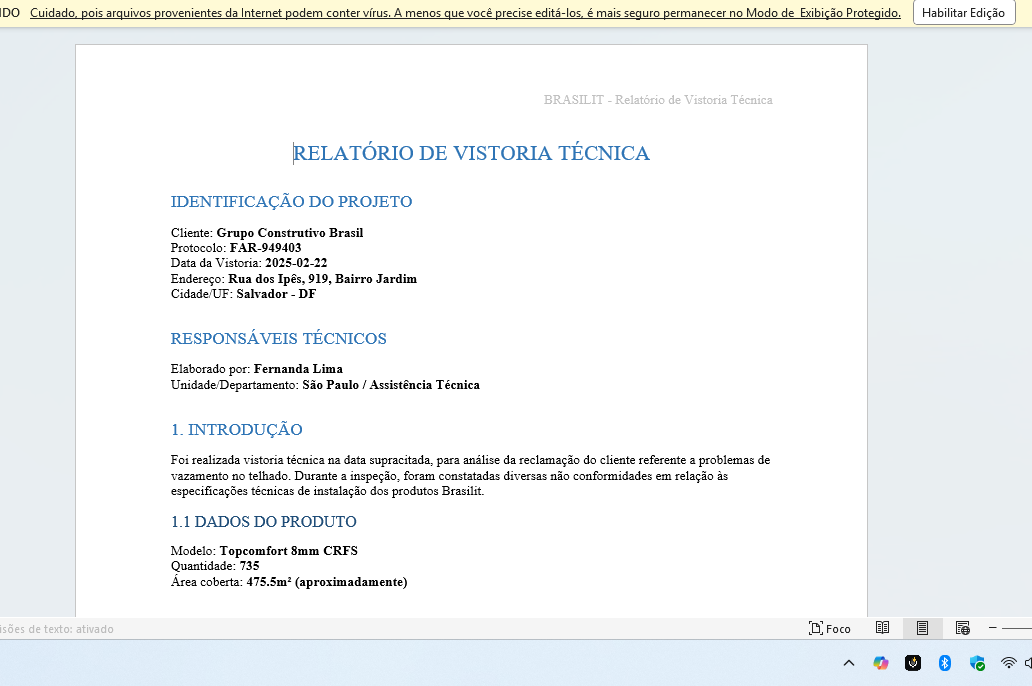 IDO Cuidado, pois arquivos provenientes da Internet podem conter vírus. A menos que você precise editá-los, é mais seguro permanecer no Modo de Exibição Protegido. Habilitar Edição
BRASILIT - Relatório de Vistoria Técnica
RELATÓRIO DE VISTORIA TÉCNICA
IDENTIFICAÇÃO DO PROJETO
Cliente: Grupo Construtivo Brasil
Protocolo: FAR-949403
Data da Vistoria: 2025-02-22
Endereço: Rua dos Ipês, 919, Bairro Jardim
Cidade/UF: Salvador - DF
RESPONSÁVEIS TÉCNICOS
Elaborado por: Fernanda Lima
Unidade/Departamento: São Paulo / Assistência Técnica
1. INTRODUÇÃO
Foi realizada vistoria técnica na data supracitada, para análise da reclamação do cliente referente a problemas de
vazamento no telhado. Durante a inspeção, foram constatadas diversas não conformidades em relação às
especificações técnicas de instalação dos produtos Brasilit.
1.1 DADOS DO PRODUTO
Modelo: Topcomfort 8mm CRFS
Quantidade: 735
Área coberta: 475.5m² (aproximadamente)
isões de texto: ativado Foco